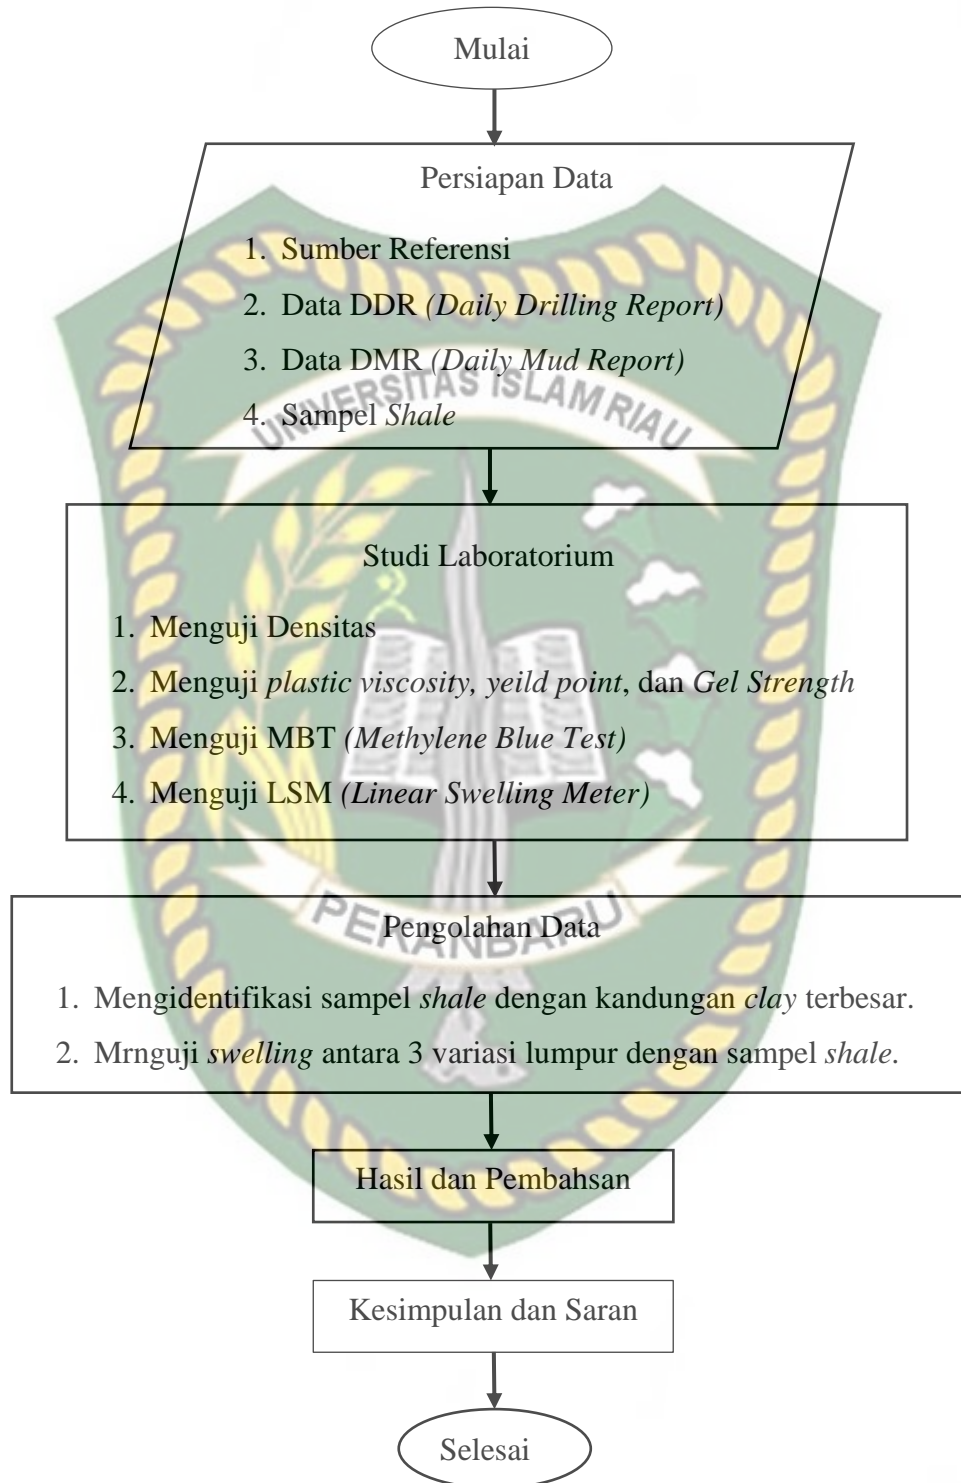 Mulai
Persiapan Data
1. Sumber Referensi
2. Data DDR (Daily Drilling Report)
3. Data DMR (Daily Mud Report)
UNIVERSITAS ISLAM RIAU
4. Sampel Shale
Studi Laboratorium
1. Menguji Densitas
2. Menguji plastic viscosity, yeild point, dan Gel Strength
3. Menguji MBT (Methylene Blue Test)
4. Menguji LSM (Linear Swelling Meter)
PEKANBARU
Pengolahan Data
1. Mengidentifikasi sampel shale dengan kandungan clay terbesar.
2. Mrnguji swelling antara 3 variasi lumpur dengan sampel shale.
Hasil dan Pembahsan
Kesimpulan dan Saran
Selesai